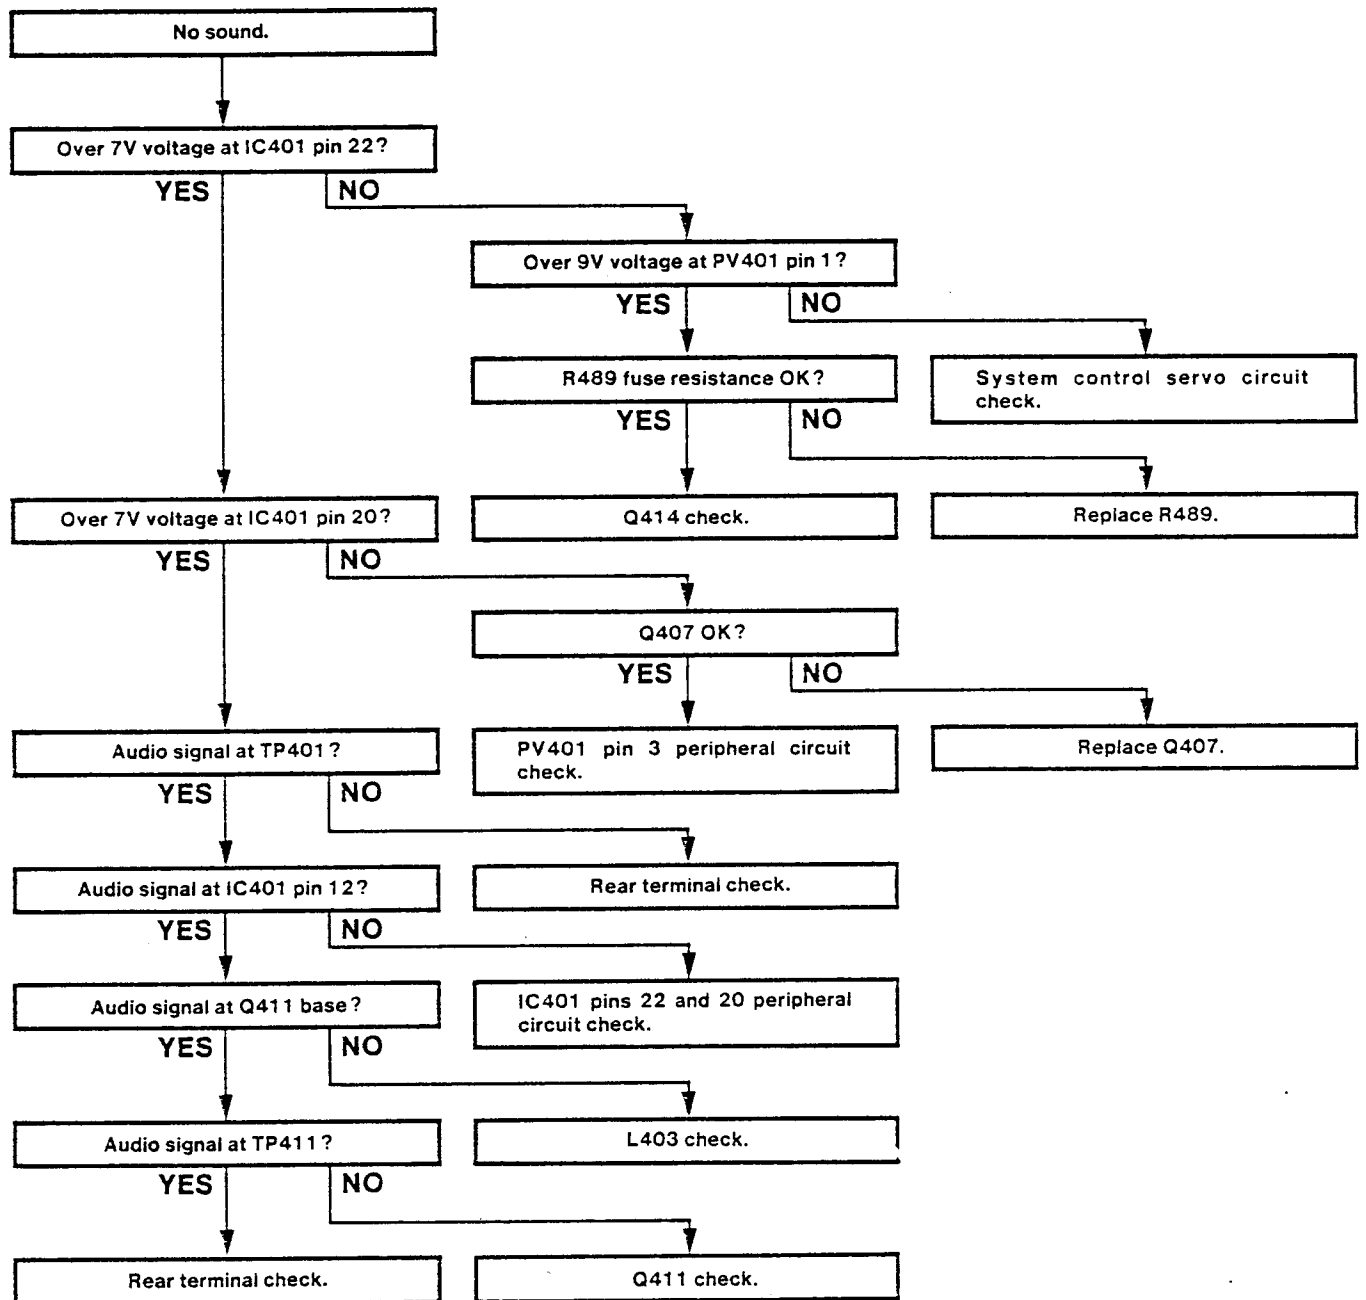 No sound.
Over 7V voltage at IC401 pin 22?
YES NO
Over 9V voltage at PV401 pin 1?
YES NO
R489 fuse resistance OK?
System control servo circuit
check.
YES NO
Over 7V voltage at IC401 pin 20?
Q414 check.
Replace R489.
YES NO
Q407 OK?
YES NO
Audio signal at TP401?
PV401 pin 3 peripheral circuit
check.
Replace Q407.
YES NO
Audio signal at IC401 pin 12?
Rear terminal check.
YES NO
Audio signal at Q411 base?
IC401 pins 22 and 20 peripheral
circuit check.
YES NO
Audio signal at TP411?
L403 check.
YES NO
Rear terminal check.
Q411 check.